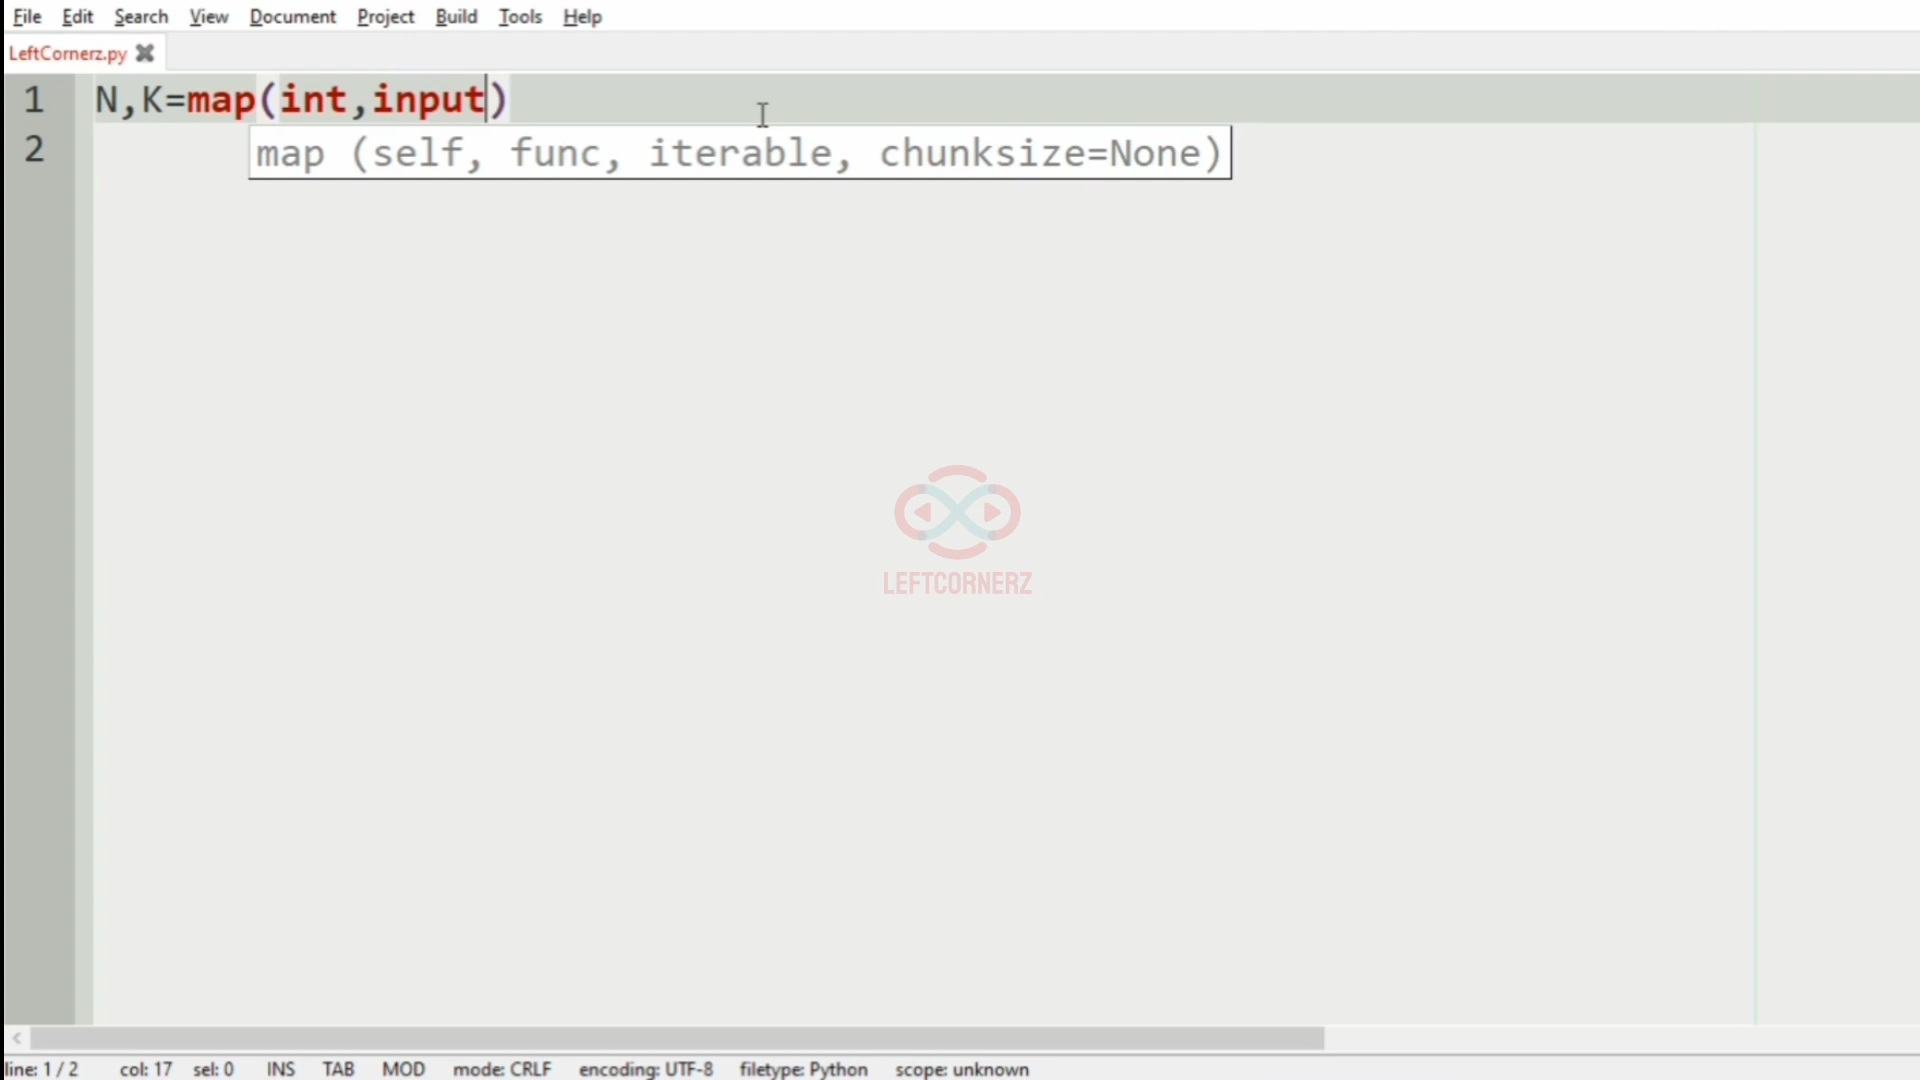 File Edit Search View Document Project Build Tools Help
LeftCornerz.py
1 N,K=map(int,input)
2
map (self, func, iterable, chunksize=None)
LEFTCORNERZ
line: 1 / 2 col: 17 sel: 0 INS TAB MOD mode: CRLF encoding: UTF-8 filetype: Python scope: unknown